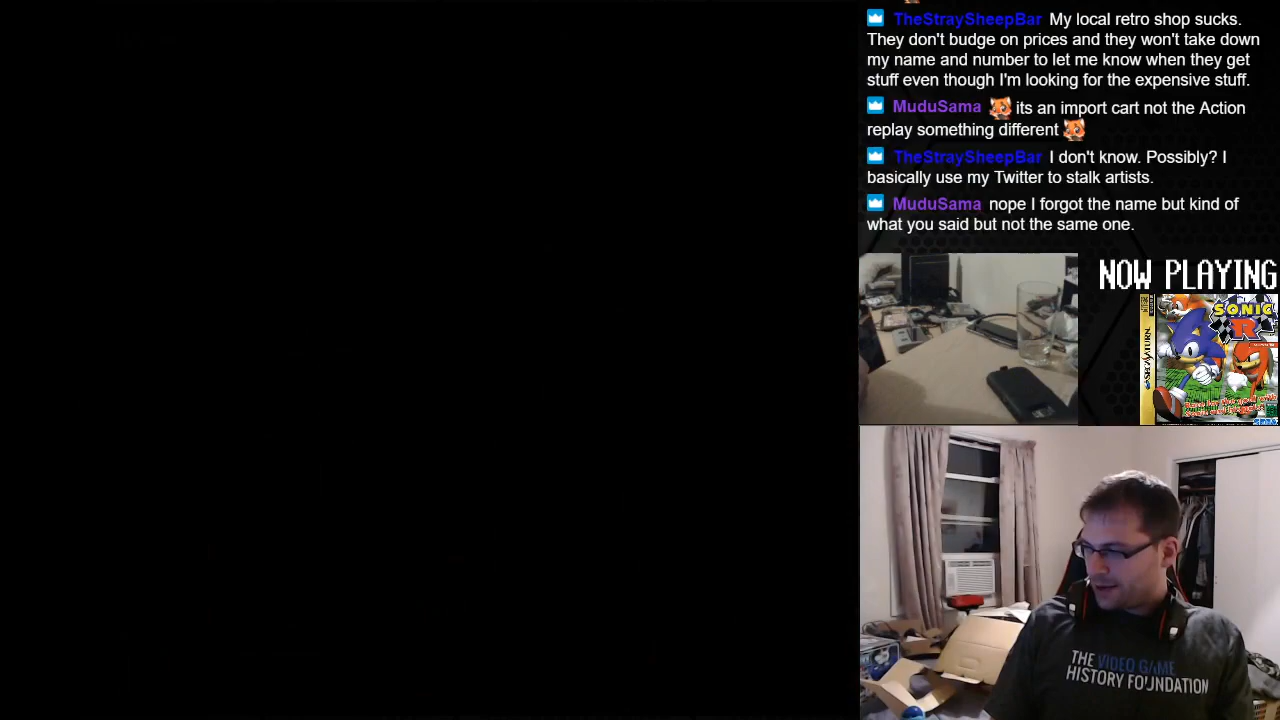 TheStraySheepBar My local retro shop sucks.
They don't budge on prices and they won't take down
my name and number to let me know when they get
stuff even though I'm looking for the expensive stuff.
MuduSama its an import cart not the Action
replay something different
TheStraySheepBar I don't know. Possibly? I
basically use my Twitter to stalk artists.
MuduSama nope I forgot the name but kind of
what you said but not the same one.
NOW PLAYING
SONIC
R
SEGA SATURN
SEGA
THE VIDEO GAME
HISTORY FOUNDATION